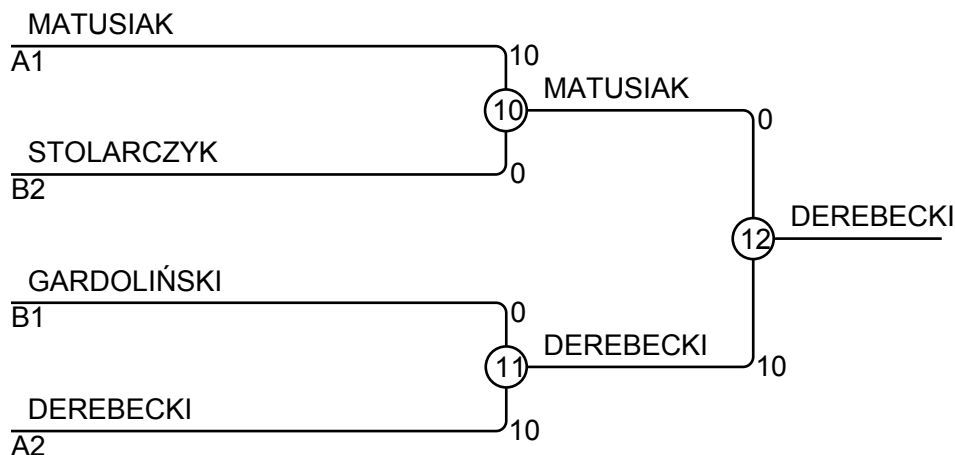 MATUSIAK
A1
10
10
MATUSIAK
0
STOLARCZYK
B2
0
12
DEREBECKI
GARDOLIŃSKI
B1
0
11
DEREBECKI
10
DEREBECKI
A2
10